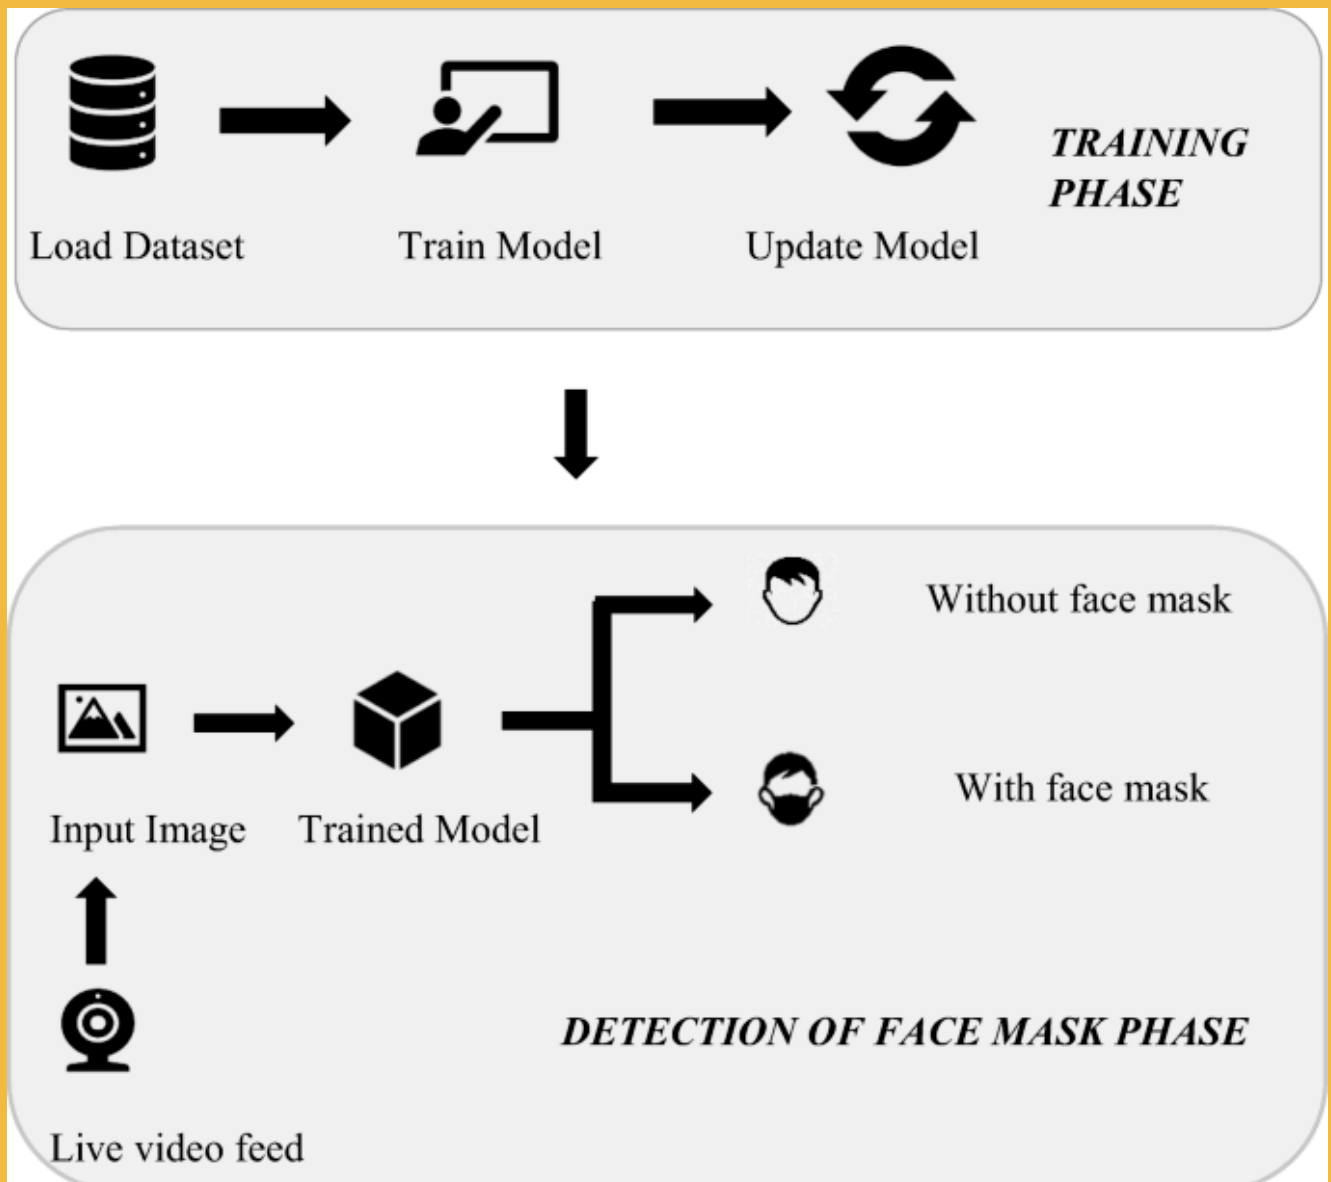 TRAINING
PHASE
Load Dataset
Train Model
Update Model
Without face mask
With face mask
Input Image
Trained Model
DETECTION OF FACE MASK PHASE
Live video feed